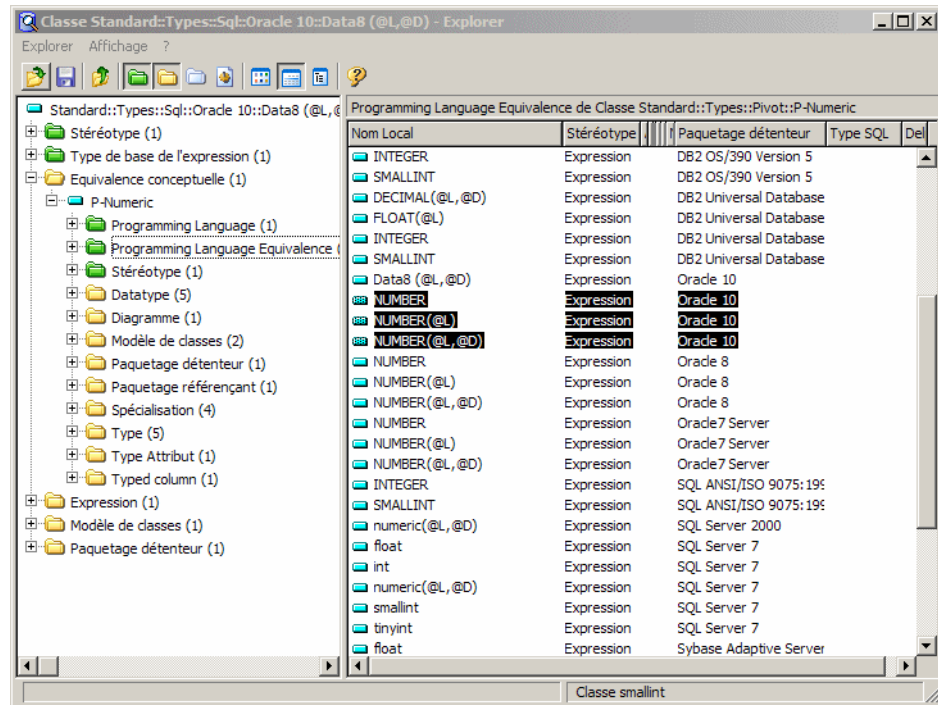 Classe Standard::Types::Sql::Oracle 10::Data8 (@L,@D) - Explorer
Explorer Affichage ?
Standard::Types::Sql::Oracle 10::Data8 (@L,@
Stéréotype (1)
Type de base de l'expression (1)
Equivalence conceptuelle (1)
P-Numeric
Programming Language (1)
Programming Language Equivalence (
Stéréotype (1)
Datatype (5)
Diagramme (1)
Modèle de classes (2)
Paquetage détenteur (1)
Paquetage référençant (1)
Spécialisation (4)
Type (5)
Type Attribut (1)
Typed column (1)
Expression (1)
Modèle de classes (1)
Paquetage détenteur (1)
Programming Language Equivalence de Classe Standard::Types::Pivot::P-Numeric
Nom Local Stéréotype Paquetage détenteur Type SQL Del
INTEGER Expression DB2 OS/390 Version 5
SMALLINT Expression DB2 OS/390 Version 5
DECIMAL(@L,@D) Expression DB2 Universal Database
FLOAT(@L) Expression DB2 Universal Database
INTEGER Expression DB2 Universal Database
SMALLINT Expression DB2 Universal Database
Data8 (@L,@D) Expression Oracle 10
NUMBER Expression Oracle 10
NUMBER(@L) Expression Oracle 10
NUMBER(@L,@D) Expression Oracle 10
NUMBER Expression Oracle 8
NUMBER(@L) Expression Oracle 8
NUMBER(@L,@D) Expression Oracle 8
NUMBER Expression Oracle7 Server
NUMBER(@L) Expression Oracle7 Server
NUMBER(@L,@D) Expression Oracle7 Server
INTEGER Expression SQL ANSI/ISO 9075:199
SMALLINT Expression SQL ANSI/ISO 9075:199
numeric(@L,@D) Expression SQL Server 2000
float Expression SQL Server 7
int Expression SQL Server 7
numeric(@L,@D) Expression SQL Server 7
smallint Expression SQL Server 7
tinyint Expression SQL Server 7
float Expression Sybase Adaptive Server
Classe smallint